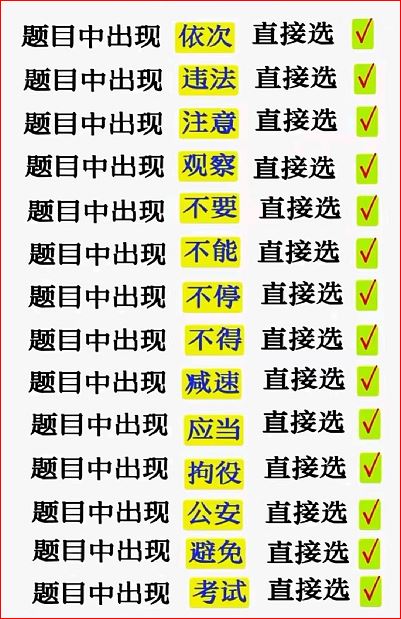 题目中出现 依次 直接选 ✓
题目中出现 违法 直接选 ✓
题目中出现 注意 直接选 ✓
题目中出现 观察 直接选 ✓
题目中出现 不要 直接选 ✓
题目中出现 不能 直接选 ✓
题目中出现 不停 直接选 ✓
题目中出现 不得 直接选 ✓
题目中出现 减速 直接选 ✓
题目中出现 应当 直接选 ✓
题目中出现 拘役 直接选 ✓
题目中出现 公安 直接选 ✓
题目中出现 避免 直接选 ✓
题目中出现 考试 直接选 ✓